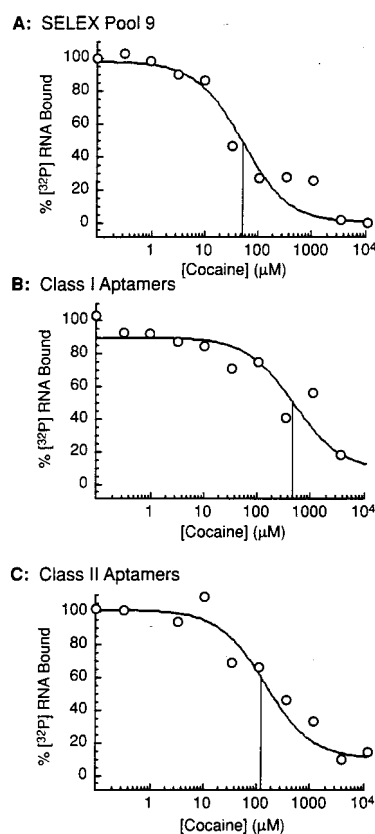 A: SELEX Pool 9
% [³²P] RNA Bound
100
80
60
40
20
0
1 10 100 1000 10⁴
[Cocaine] (µM)
B: Class I Aptamers
% [³²P] RNA Bound
100
80
60
40
20
0
1 10 100 1000 10⁴
[Cocaine] (µM)
C: Class II Aptamers
% [³²P] RNA Bound
100
80
60
40
20
0
1 10 100 1000 10⁴
[Cocaine] (µM)